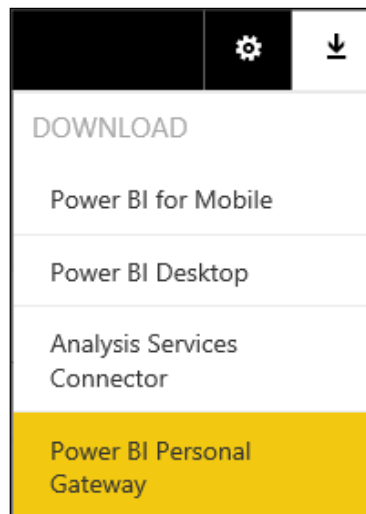 DOWNLOAD
Power BI for Mobile
Power BI Desktop
Analysis Services
Connector
Power BI Personal
Gateway